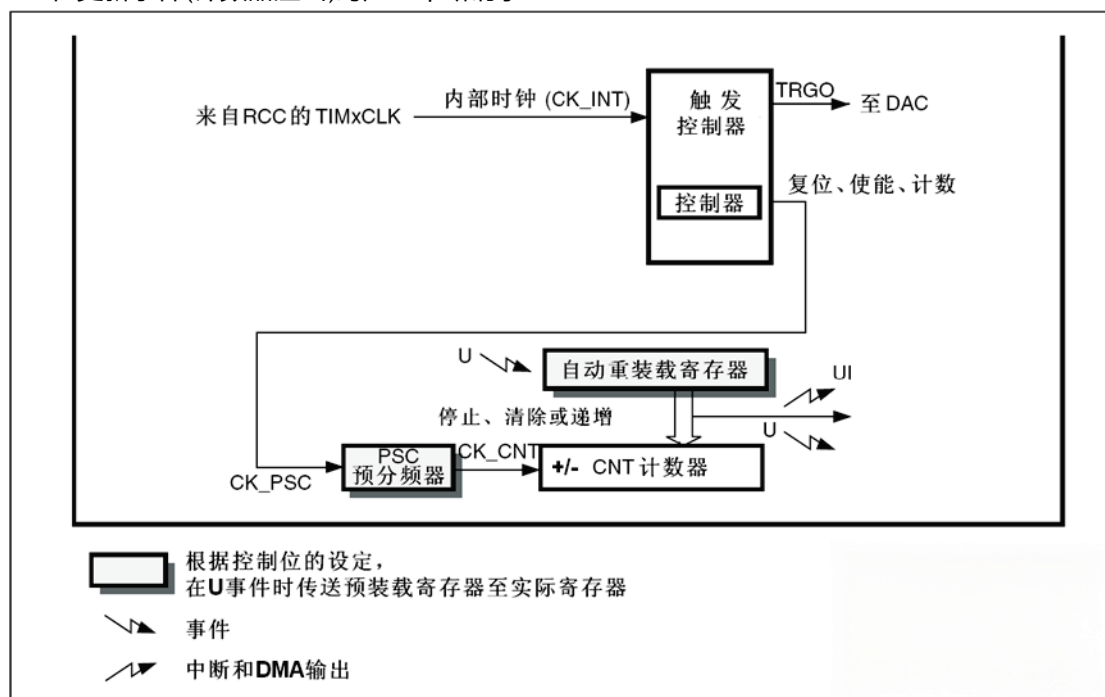 来自RCC的TIMxCLK
内部时钟 (CK_INT)
触 发
控制器
TRGO
至DAC
控制器
复位、使能、计数
U
自动重装载寄存器
UI
停止、清除或递增
U
CK_PSC
PSC
预分频器
CK_CNT
+/- CNT计数器
根据控制位的设定,
在U事件时传送预装载寄存器至实际寄存器
事件
中断和DMA输出